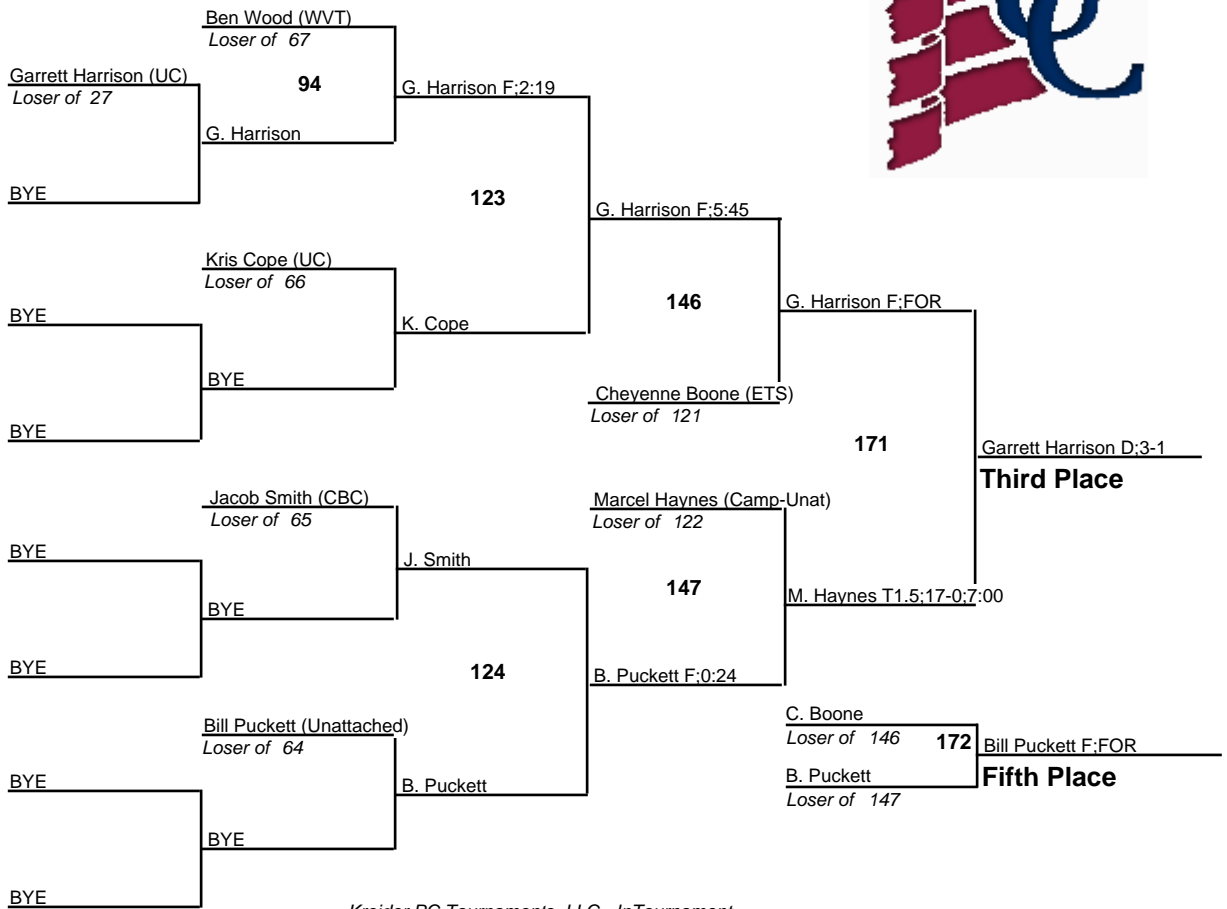 Ben Wood (WVT)
Loser of 67
Garrett Harrison (UC)
Loser of 27
94
G. Harrison F;2:19
G. Harrison
BYE
123
G. Harrison F;5:45
Kris Cope (UC)
Loser of 66
BYE
K. Cope
146
G. Harrison F;FOR
BYE
Cheyenne Boone (ETS)
Loser of 121
BYE
171
Garrett Harrison D;3-1
Third Place
Jacob Smith (CBC)
Loser of 65
Marcel Haynes (Camp-Unat)
Loser of 122
BYE
J. Smith
147
M. Haynes T1.5;17-0;7:00
BYE
BYE
124
B. Puckett F;0:24
Bill Puckett (Unattached)
Loser of 64
C. Boone
Loser of 146
172
Bill Puckett F;FOR
Fifth Place
BYE
B. Puckett
B. Puckett
Loser of 147
BYE
BYE